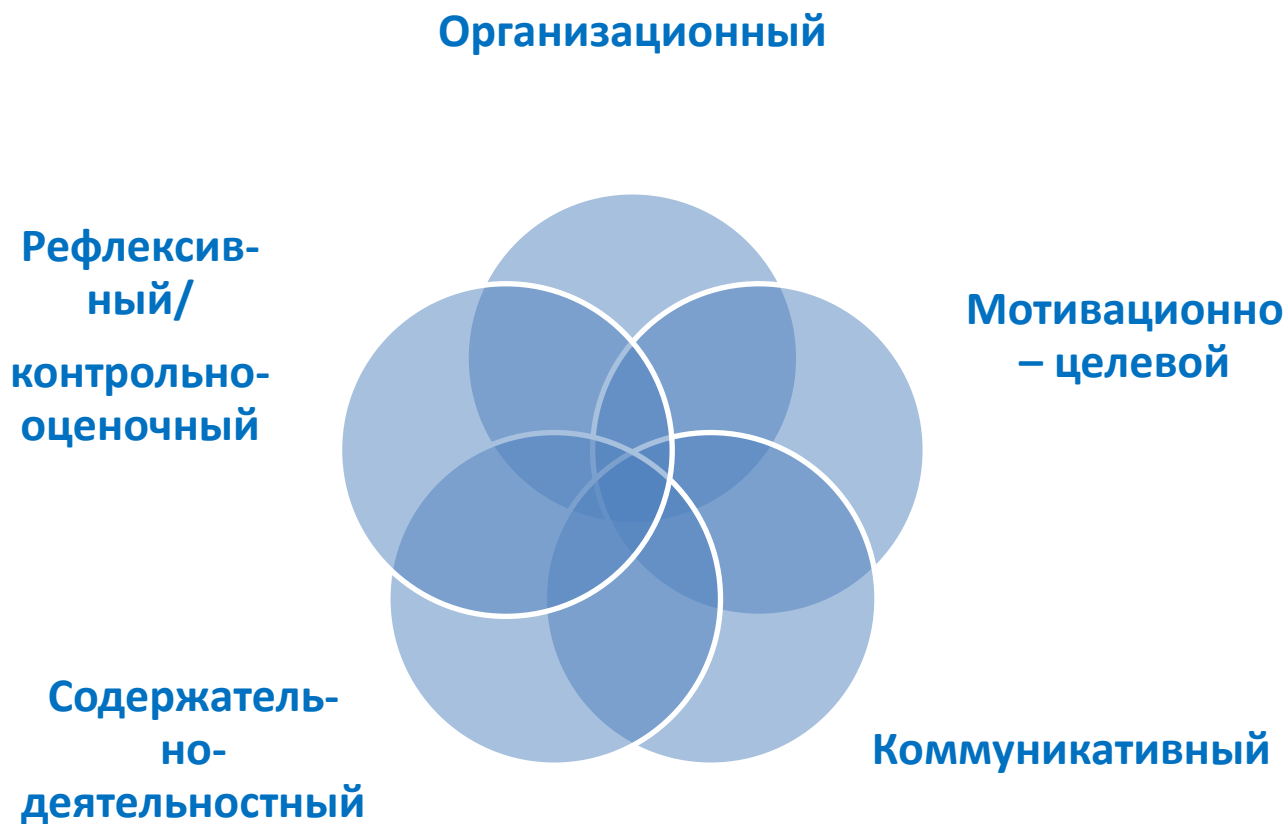 Организационный
Рефлексив-
ный/
контрольно-
оценочный
Мотивационно
– целевой
Содержатель-
но-
деятельностный
Коммуникативный